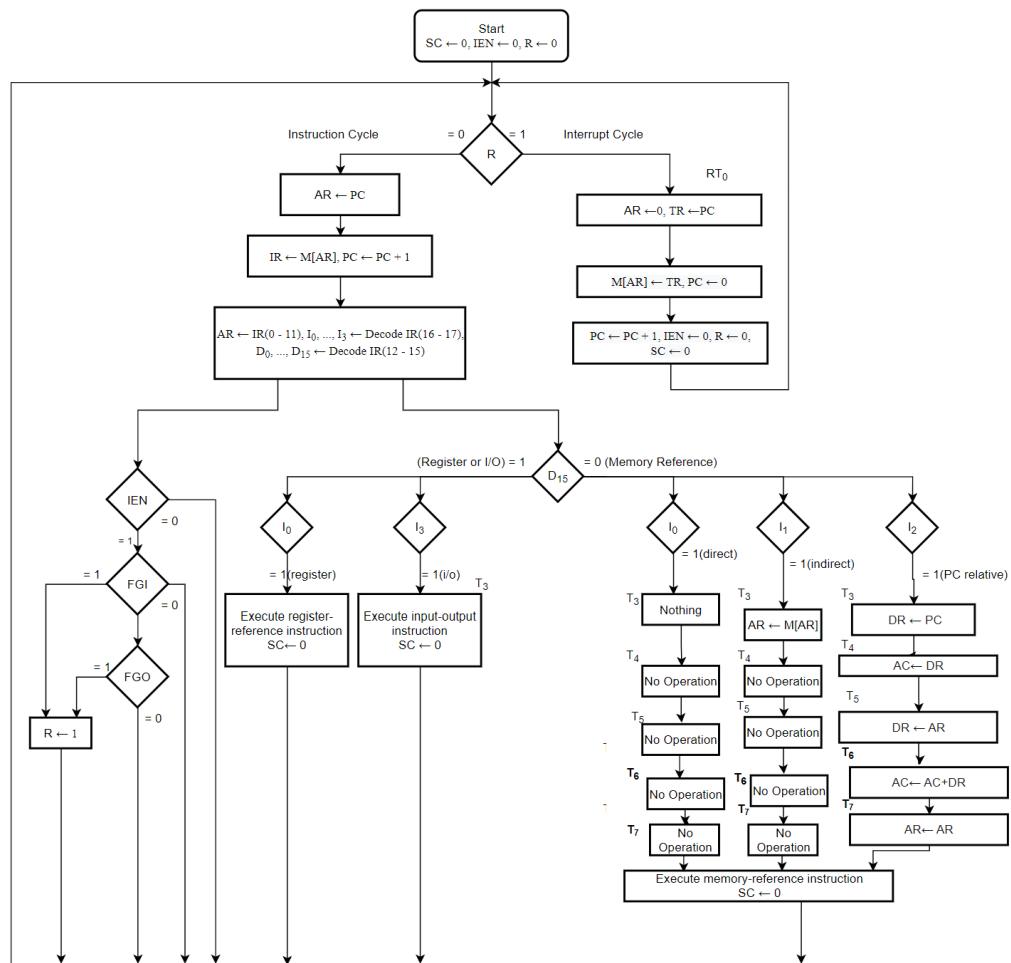 Start
SC ← 0, IEN ← 0, R ← 0
Instruction Cycle
= 0
= 1
Interrupt Cycle
R
RT₀
AR ← PC
AR ←0, TR ←PC
IR ← M[AR], PC ← PC + 1
M[AR] ← TR, PC ← 0
AR ← IR(0 - 11), I₀, ..., I₃ ← Decode IR(16 - 17),
D₀, ..., D₁₅ ← Decode IR(12 - 15)
PC ← PC + 1, IEN ← 0, R ← 0,
SC ← 0
(Register or I/O) = 1
D₁₅
= 0 (Memory Reference)
IEN
= 0
= 1
FGI
= 1
= 0
FGO
= 1
= 0
R ← 1
I₀
= 1(register)
Execute register-
reference instruction
SC← 0
I₃
= 1(i/o)
T₃
Execute input-output
instruction
SC ← 0
I₀
= 1(direct)
T₃
Nothing
T₄
No Operation
T₅
No Operation
T₆
No Operation
T₇
No
Operation
I₁
= 1(indirect)
T₃
AR ← M[AR]
T₄
No Operation
T₅
No Operation
T₆
No Operation
T₇
No
Operation
I₂
= 1(PC relative)
T₃
DR ← PC
T₄
AC← DR
T₅
DR ← AR
T₆
AC← AC+DR
T₇
AR← AR
Execute memory-reference instruction
SC ← 0